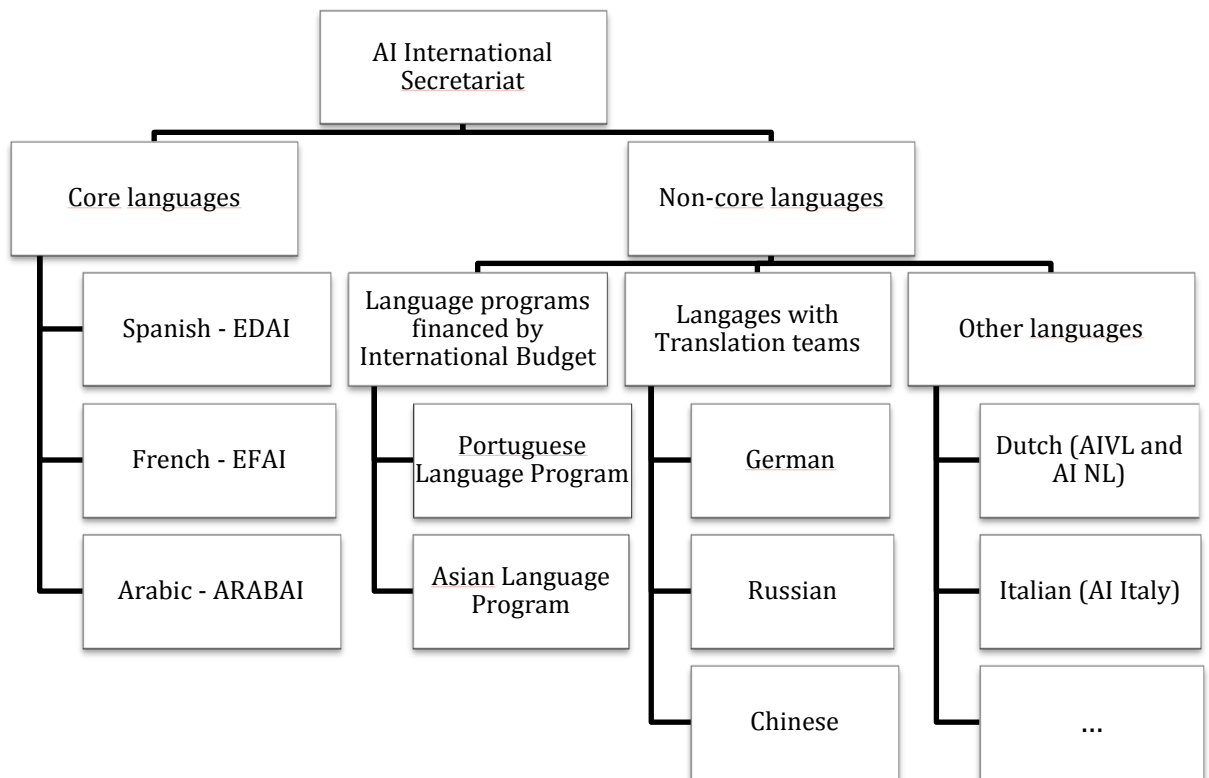 AI International
Secretariat
Core languages
Non-core languages
Spanish - EDAI
French - EFAI
Arabic - ARABAI
Language programs
financed by
International Budget
Portuguese
Language Program
Asian Language
Program
Langages with
Translation teams
German
Russian
Chinese
Other languages
Dutch (AIVL and
AI NL)
Italian (AI Italy)
...